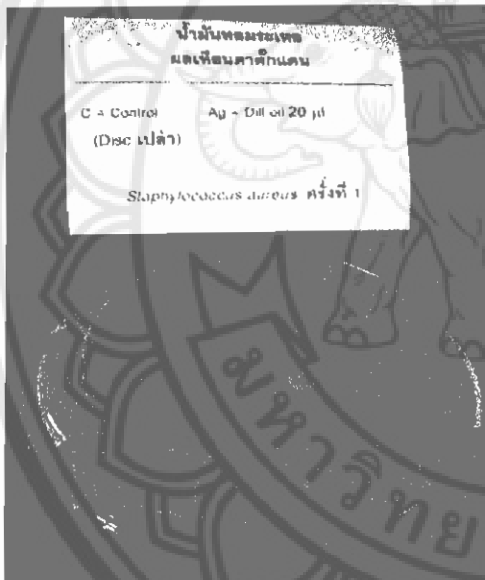 น้ำมันหอมระเหย
ผลเทียนตาตั๊กแตน
C = Control Ag = Dill oil 20 µl
(Disc เปล่า)
Staphylococcus aureus ครั้งที่ 1
มหาวิทย